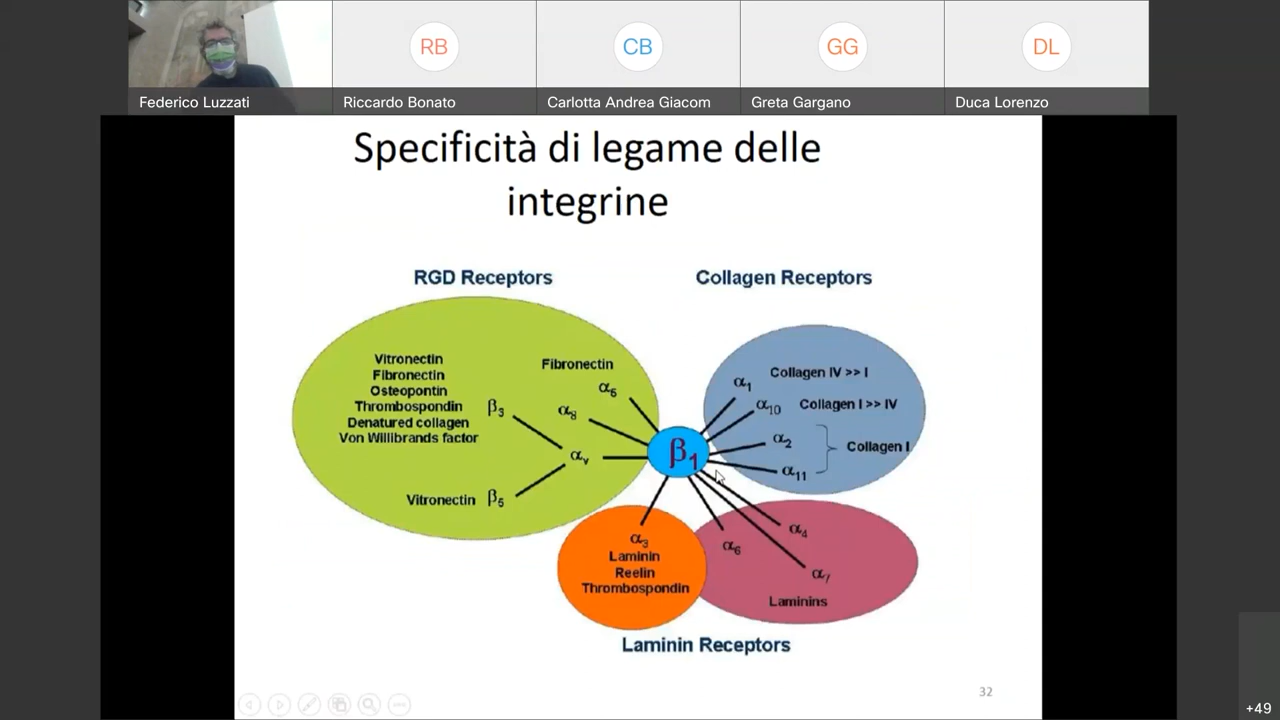 RB
CB
GG
DL
Federico Luzzati
Riccardo Bonato
Carlotta Andrea Giacom
Greta Gargano
Duca Lorenzo
Specificità di legame delle
integrine
RGD Receptors
Collagen Receptors
Vitronectin
Fibronectin
Osteopontin
Thrombospondin
Denatured collagen
Von Willibrands factor
β3
Fibronectin
α6
α8
αv
Vitronectin β5
β1
α1 Collagen IV >> I
α10 Collagen I >> IV
α2
α11
Collagen I
α3
Laminin
Reelin
Thrombospondin
α4
α6
α7
Laminins
Laminin Receptors
32
+49